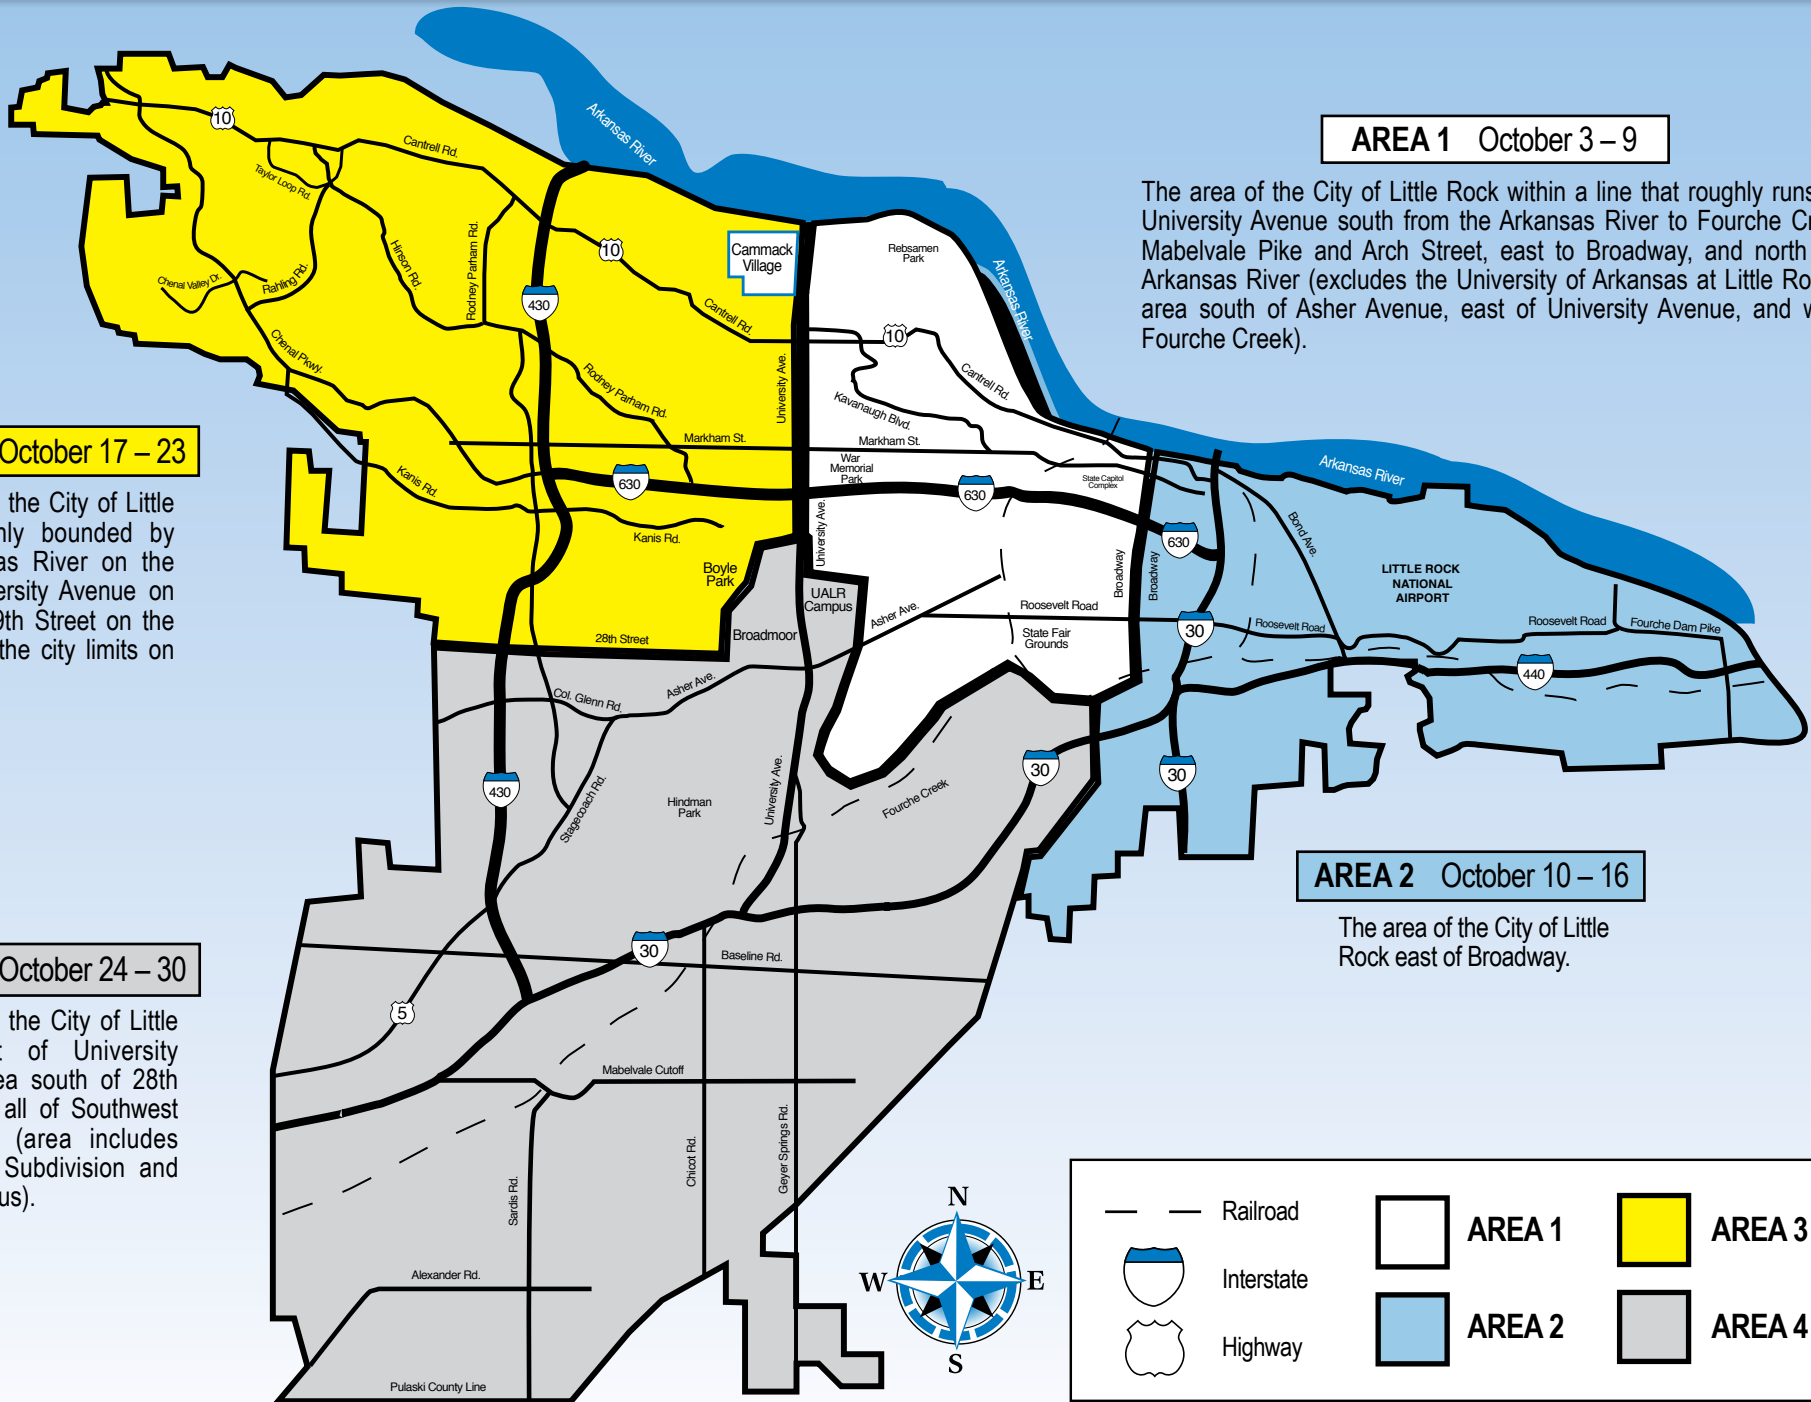 AREA 1 October 3 – 9
The area of the City of Little Rock within a line that roughly runs
University Avenue south from the Arkansas River to Fourche Cr
Mabelvale Pike and Arch Street, east to Broadway, and north
Arkansas River (excludes the University of Arkansas at Little Ro
area south of Asher Avenue, east of University Avenue, and w
Fourche Creek).
October 17 – 23
the City of Little
nly bounded by
as River on the
ersity Avenue on
9th Street on the
the city limits on
October 24 – 30
the City of Little
t of University
ea south of 28th
all of Southwest
(area includes
Subdivision and
us).
AREA 2 October 10 – 16
The area of the City of Little
Rock east of Broadway.
Arkansas River
Arkansas River
Arkansas River
10
Cantrell Rd.
Taylor Loop Rd.
Hinson Rd.
Rodney Parham Rd.
Chenal Valley Dr.
Rahling Rd.
Chenal Pkwy.
430
10
Cammack
Village
Cantrell Rd.
Rodney Parham Rd.
University Ave.
Markham St.
630
Kanis Rd.
Kanis Rd.
Boyle
Park
28th Street
Rebsamen
Park
10
Cantrell Rd.
Kavanaugh Blvd.
Markham St.
War
Memorial
Park
State Capitol
Complex
630
University Ave.
UALR
Campus
Broadmoor
Asher Ave.
Roosevelt Road
State Fair
Grounds
Broadway
Broadway
630
Bond Ave.
LITTLE ROCK
NATIONAL
AIRPORT
30
Roosevelt Road
Roosevelt Road
Fourche Dam Pike
440
30
30
Col. Glenn Rd.
Asher Ave.
430
Stagecoach Rd.
Hindman
Park
University Ave.
Fourche Creek
30
Baseline Rd.
5
Mabelvale Cutoff
Sardis Rd.
Chicot Rd.
Geyer Springs Rd.
Alexander Rd.
Pulaski County Line
N
W
E
S
Railroad
Interstate
Highway
AREA 1
AREA 2
AREA 3
AREA 4